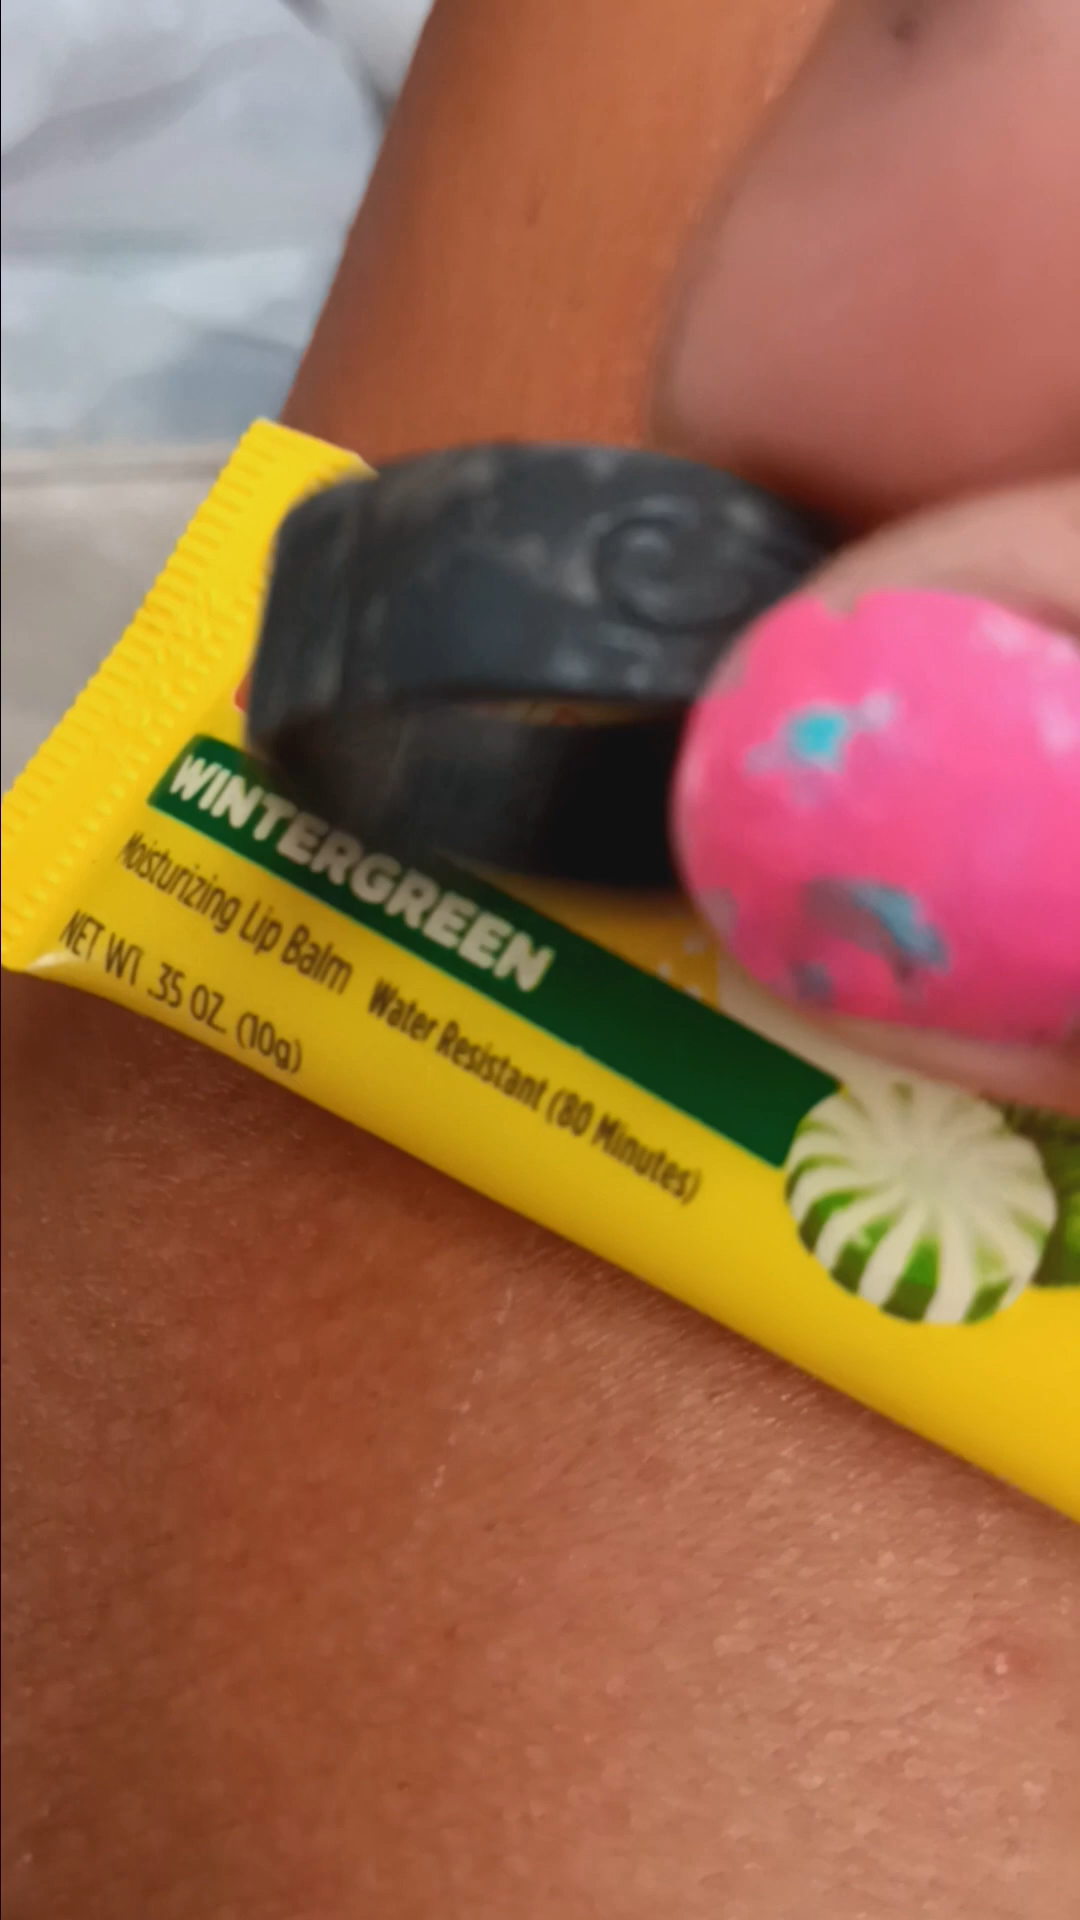 WINTERGREEN
Moisturizing Lip Balm Water Resistant (80 Minutes)
NET WT .35 OZ. (10g)